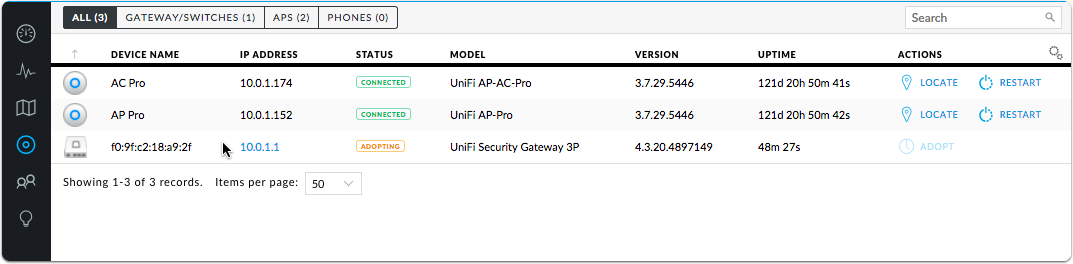 ALL (3) GATEWAY/SWITCHES (1) APS (2) PHONES (0) Search
↑ DEVICE NAME IP ADDRESS STATUS MODEL VERSION UPTIME ACTIONS
AC Pro 10.0.1.174 CONNECTED UniFi AP-AC-Pro 3.7.29.5446 121d 20h 50m 41s LOCATE RESTART
AP Pro 10.0.1.152 CONNECTED UniFi AP-Pro 3.7.29.5446 121d 20h 50m 42s LOCATE RESTART
f0:9f:c2:18:a9:2f 10.0.1.1 ADOPTING UniFi Security Gateway 3P 4.3.20.4897149 48m 27s ADOPT
Showing 1-3 of 3 records. Items per page: 50